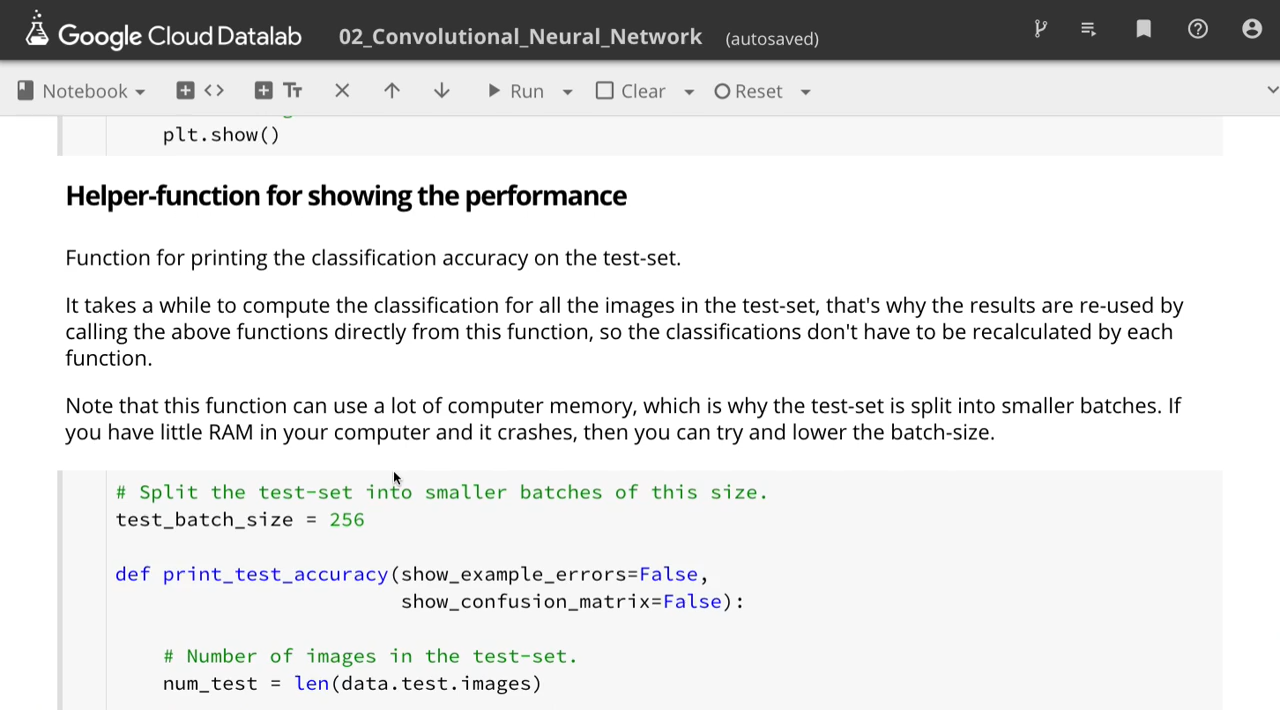 Google Cloud Datalab 02_Convolutional_Neural_Network (autosaved)
Notebook <> Tt Run Clear Reset
plt.show()
Helper-function for showing the performance
Function for printing the classification accuracy on the test-set.
It takes a while to compute the classification for all the images in the test-set, that's why the results are re-used by
calling the above functions directly from this function, so the classifications don't have to be recalculated by each
function.
Note that this function can use a lot of computer memory, which is why the test-set is split into smaller batches. If
you have little RAM in your computer and it crashes, then you can try and lower the batch-size.
# Split the test-set into smaller batches of this size.
test_batch_size = 256
def print_test_accuracy(show_example_errors=False,
show_confusion_matrix=False):
# Number of images in the test-set.
num_test = len(data.test.images)